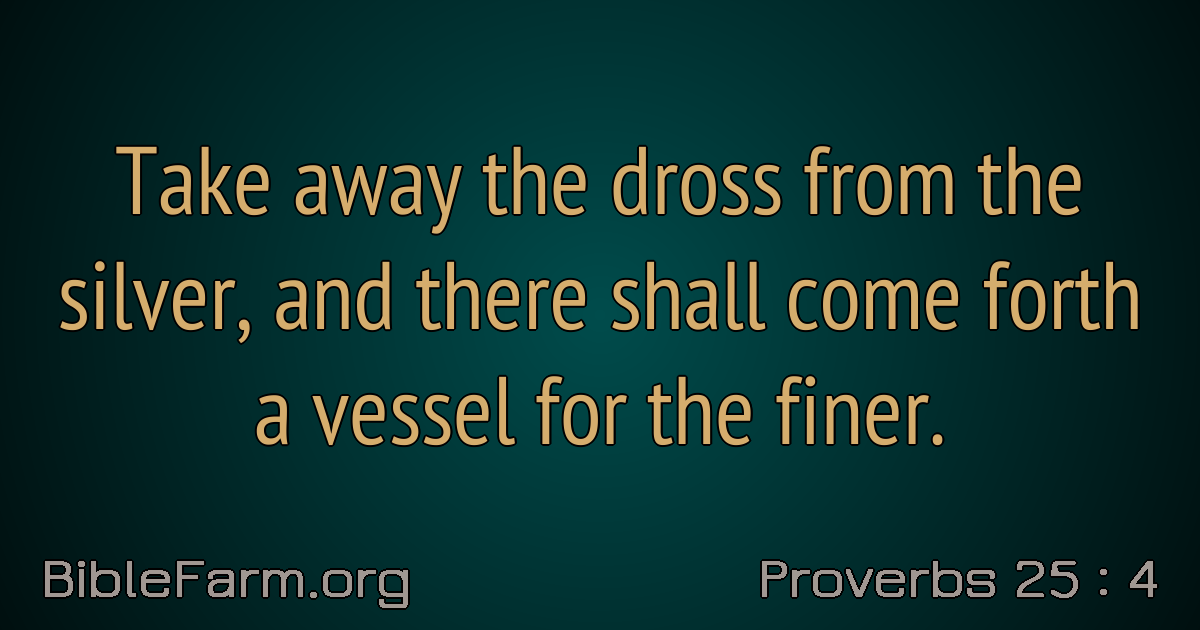 Take away the dross from the
silver, and there shall come forth
a vessel for the finer.
BibleFarm.org
Proverbs 25 : 4